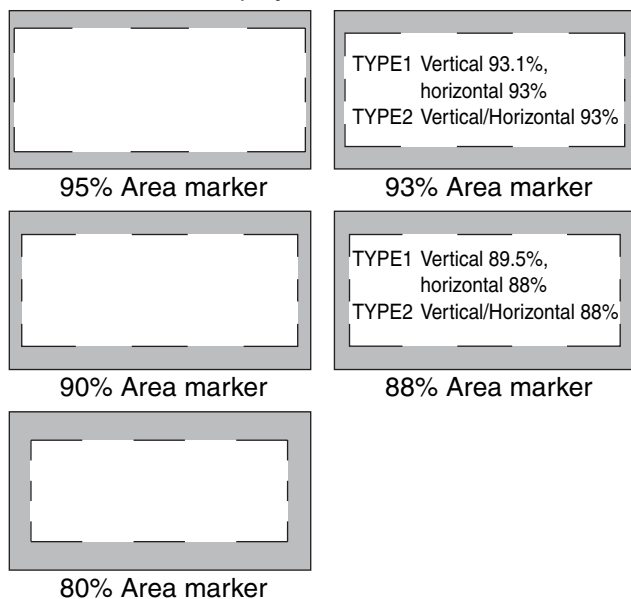 TYPE1 Vertical 93.1%,
horizontal 93%
TYPE2 Vertical/Horizontal 93%
95% Area marker
93% Area marker
TYPE1 Vertical 89.5%,
horizontal 88%
TYPE2 Vertical/Horizontal 88%
90% Area marker
88% Area marker
80% Area marker